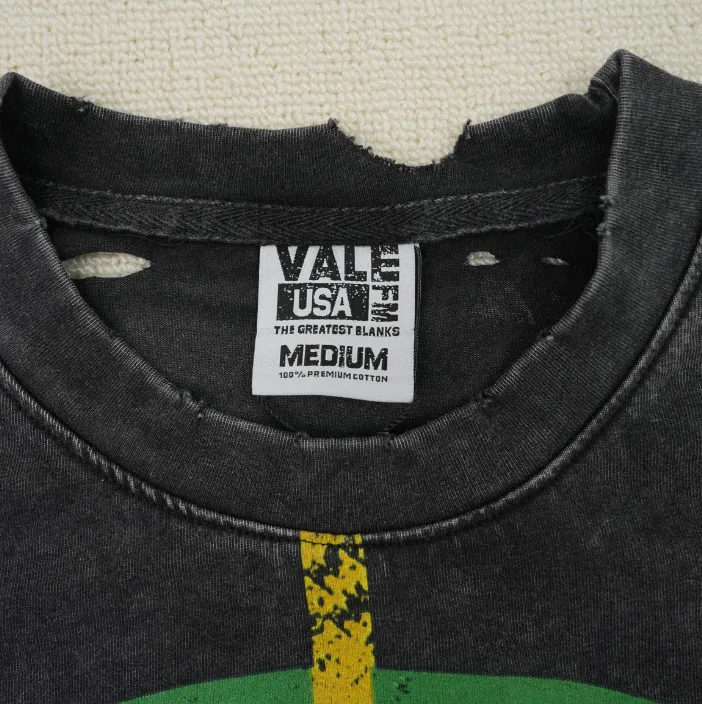 VALE
USA
FM
THE GREATEST BLANKS
MEDIUM
100% PREMIUM COTTON